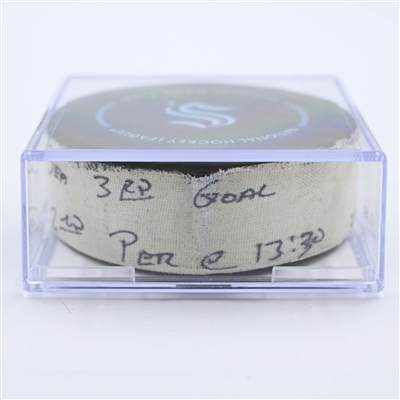 NATIONAL HOCKEY LEAGUE
3RD GOAL
PER @ 13:30